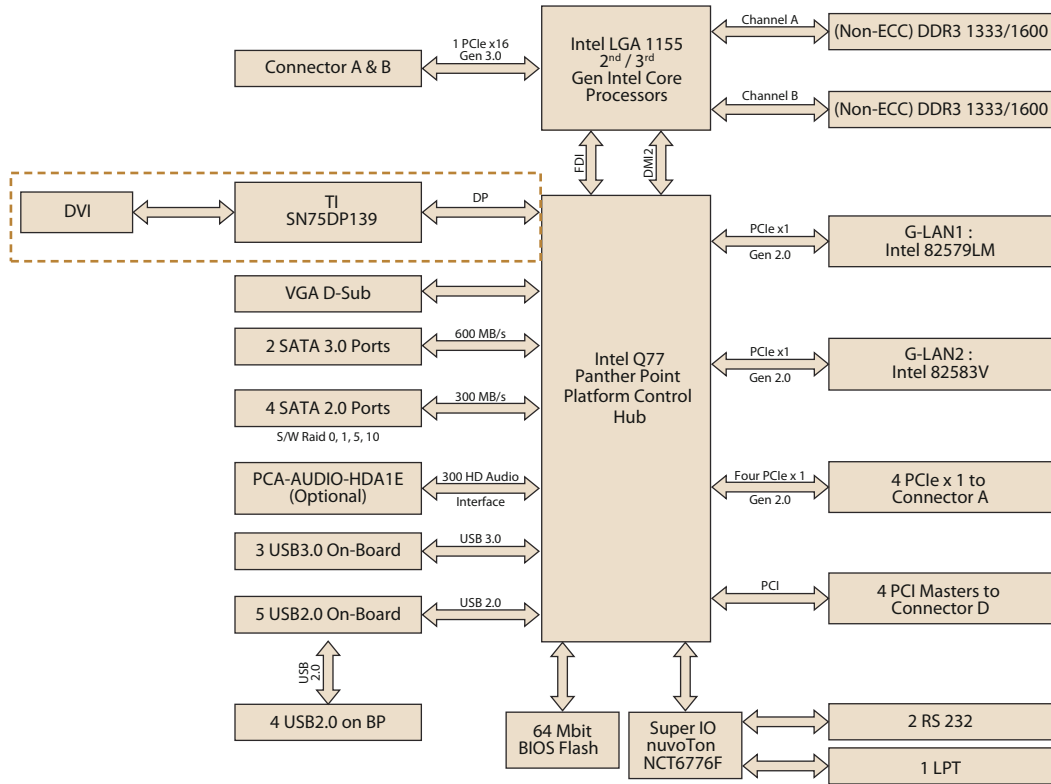 Connector A & B
1 PCIe x16
Gen 3.0
Intel LGA 1155
2nd / 3rd
Gen Intel Core
Processors
Channel A
(Non-ECC) DDR3 1333/1600
Channel B
(Non-ECC) DDR3 1333/1600
FDI
DMI2
DVI
TI
SN75DP139
DP
VGA D-Sub
2 SATA 3.0 Ports
600 MB/s
4 SATA 2.0 Ports
300 MB/s
S/W Raid 0, 1, 5, 10
PCA-AUDIO-HDA1E
(Optional)
300 HD Audio
Interface
3 USB3.0 On-Board
USB 3.0
5 USB2.0 On-Board
USB 2.0
USB
2.0
4 USB2.0 on BP
Intel Q77
Panther Point
Platform Control
Hub
PCIe x1
Gen 2.0
G-LAN1 :
Intel 82579LM
PCIe x1
Gen 2.0
G-LAN2 :
Intel 82583V
Four PCIe x 1
Gen 2.0
4 PCIe x 1 to
Connector A
PCI
4 PCI Masters to
Connector D
64 Mbit
BIOS Flash
Super IO
nuvoTon
NCT6776F
2 RS 232
1 LPT